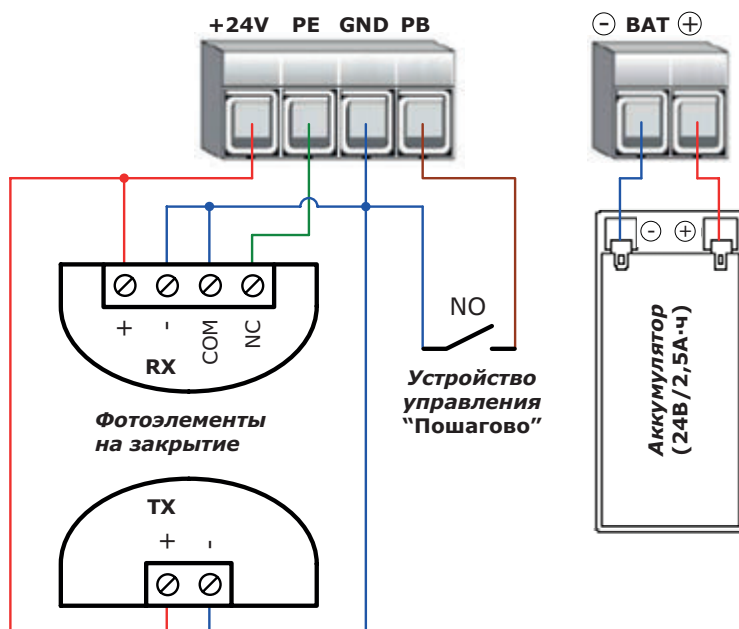 +24V PE GND PB
- BAT +
- +
+ - COM NC
RX
NO
Устройство
управления
“Пошагово”
Фотоэлементы
на закрытие
Аккумулятор
(24В/2,5А·ч)
TX
+ -